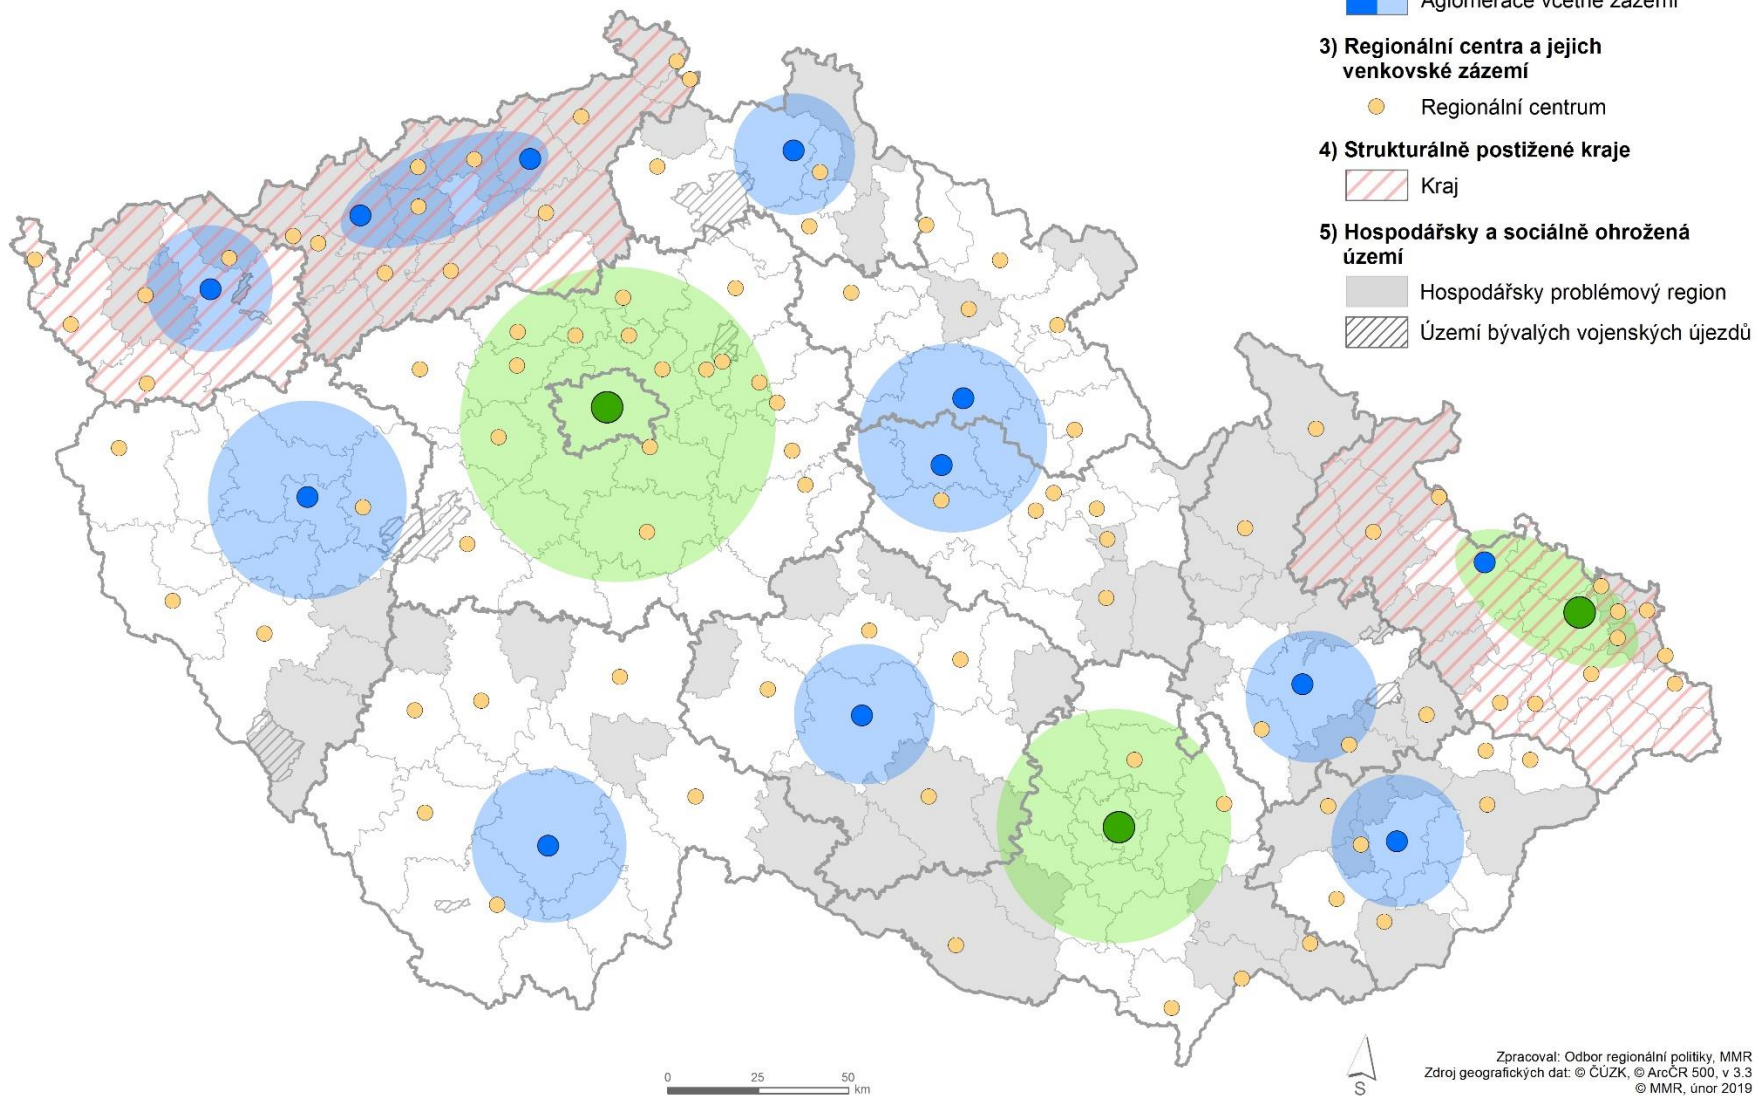 Aglomerace včetně zázemí
3) Regionální centra a jejich
venkovské zázemí
Regionální centrum
4) Strukturálně postižené kraje
Kraj
5) Hospodářsky a sociálně ohrožená
území
Hospodářsky problémový region
Území bývalých vojenských újezdů
0 25 50
km
S
Zpracoval: Odbor regionální politiky, MMR
Zdroj geografických dat: © ČÚZK, © ArcČR 500, v 3.3
© MMR, únor 2019